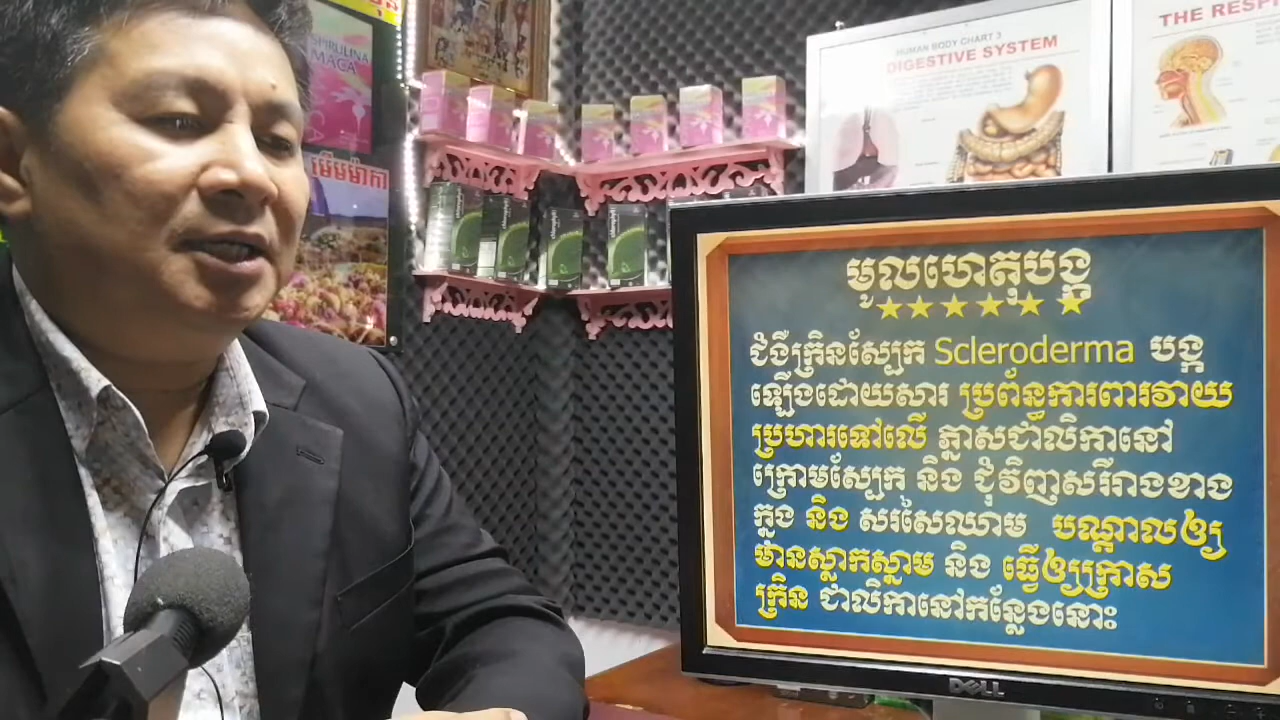 SPIRULINA
MACA
មើមម៉ាកា
HUMAN BODY CHART 3
DIGESTIVE SYSTEM
THE RESPI
មូលហេតុបង្ក
ជំងឺក្រិនស្បែក Scleroderma បង្ក
ឡើងដោយសារ ប្រព័ន្ធការពារវាយ
ប្រហារទៅលើ ភ្នាសជាលិកានៅ
ក្រោមស្បែក និង ជុំវិញសរីរាងខាង
ក្នុង និង សរសៃឈាម បណ្តាលឲ្យ
មានស្លាកស្នាម និង ធ្វើឲ្យក្រាស
ក្រិន ជាលិកានៅកន្លែងនោះ
DELL